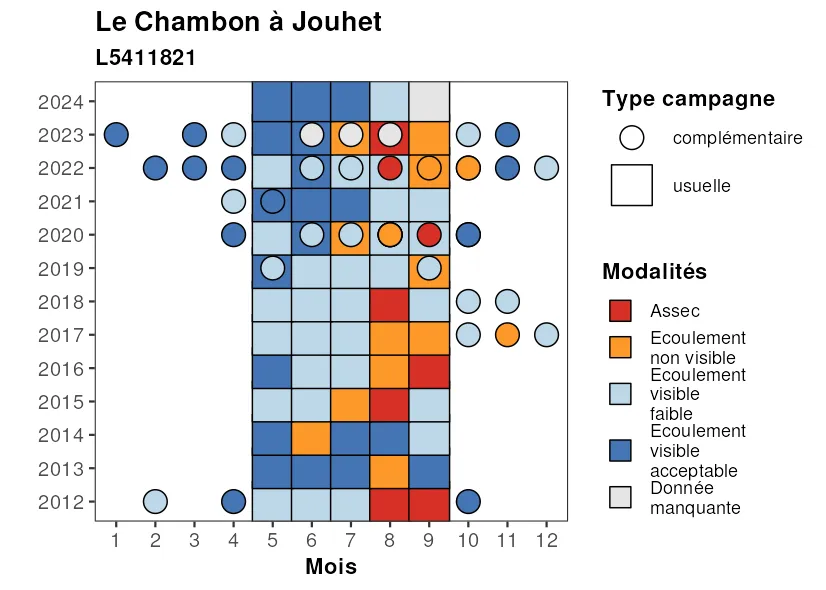 Le Chambon à Jouhet
L5411821
2024
2023
2022
2021
2020
2019
2018
2017
2016
2015
2014
2013
2012
1 2 3 4 5 6 7 8 9 10 11 12
Mois
Type campagne
complémentaire
usuelle
Modalités
Assec
Ecoulement
non visible
Ecoulement
visible
faible
Ecoulement
visible
acceptable
Donnée
manquante